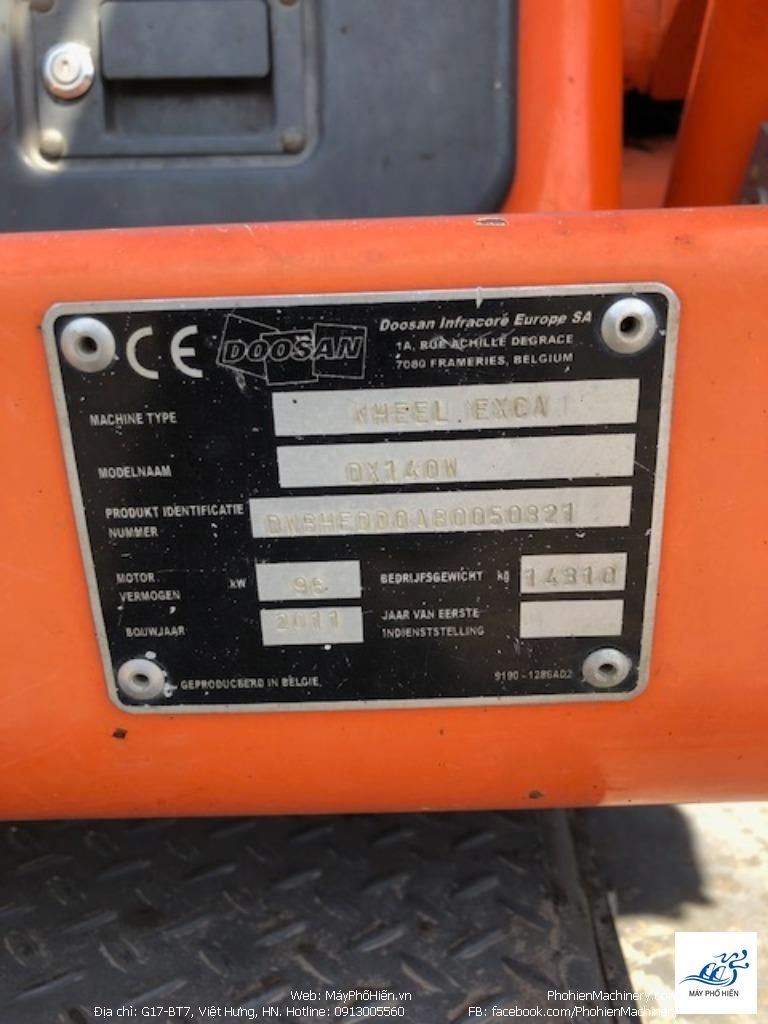 CE
DOOSAN
Doosan Infracore Europe SA
1A, RUE ACHILLE DEGRACE
7080 FRAMERIES, BELGIUM
MACHINE TYPE WHEEL EXCA
MODELNAAM DX140W
PRODUKT IDENTIFICATIE
NUMMER
MOTOR
VERMOGEN kW 96 BEDRIJFSGEWICHT kg 14310
BOUWJAAR 2011 JAAR VAN EERSTE
INDIENSTSTELLING
GEPRODUCEERD IN BELGIE. 9190-1286A02
MÁY PHỐ HIẾN
Web: MáyPhốHiến.vn PhohienMachinery.com
Địa chỉ: G17-BT7, Việt Hưng, HN. Hotline: 0913005560 FB: facebook.com/PhohienMachinery